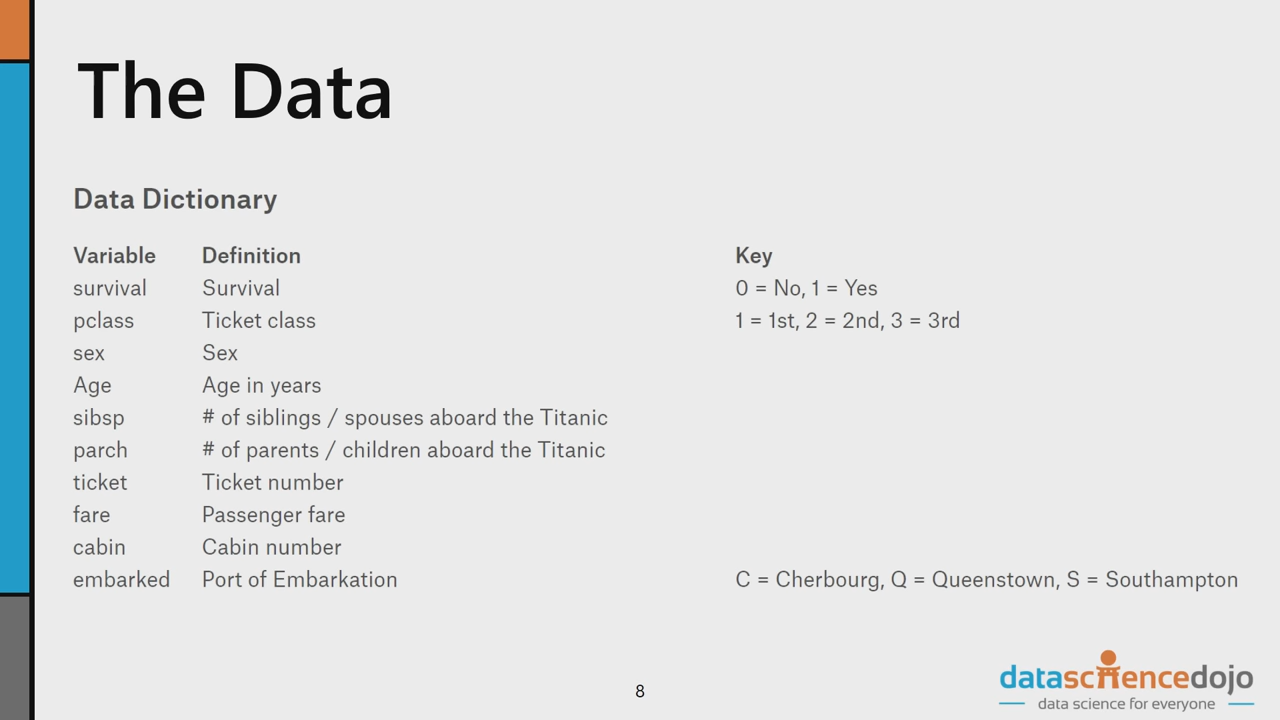 The Data
Data Dictionary
Variable Definition Key
survival Survival 0 = No, 1 = Yes
pclass Ticket class 1 = 1st, 2 = 2nd, 3 = 3rd
sex Sex
Age Age in years
sibsp # of siblings / spouses aboard the Titanic
parch # of parents / children aboard the Titanic
ticket Ticket number
fare Passenger fare
cabin Cabin number
embarked Port of Embarkation C = Cherbourg, Q = Queenstown, S = Southampton
datasciencedojo
data science for everyone
8